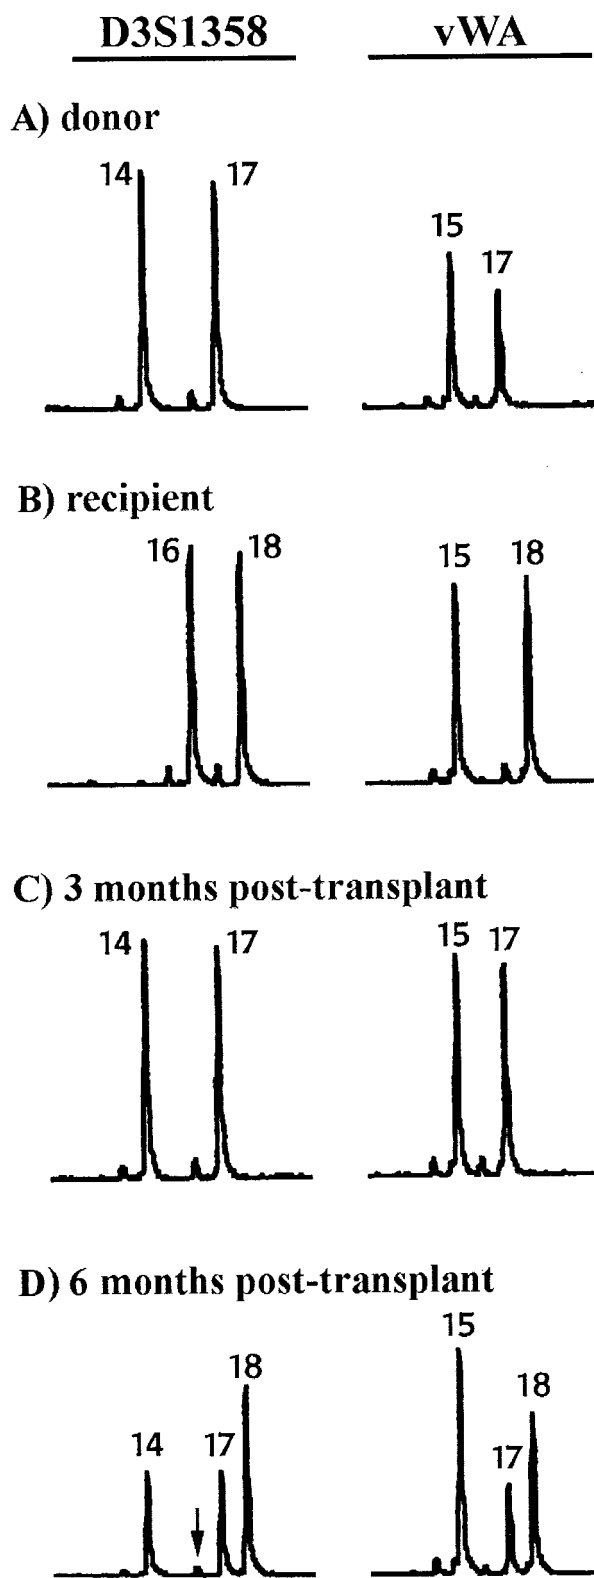 D3S1358 vWA
A) donor
14 17 15 17
B) recipient
16 18 15 18
C) 3 months post-transplant
14 17 15 17
D) 6 months post-transplant
14 17 18 15 17 18